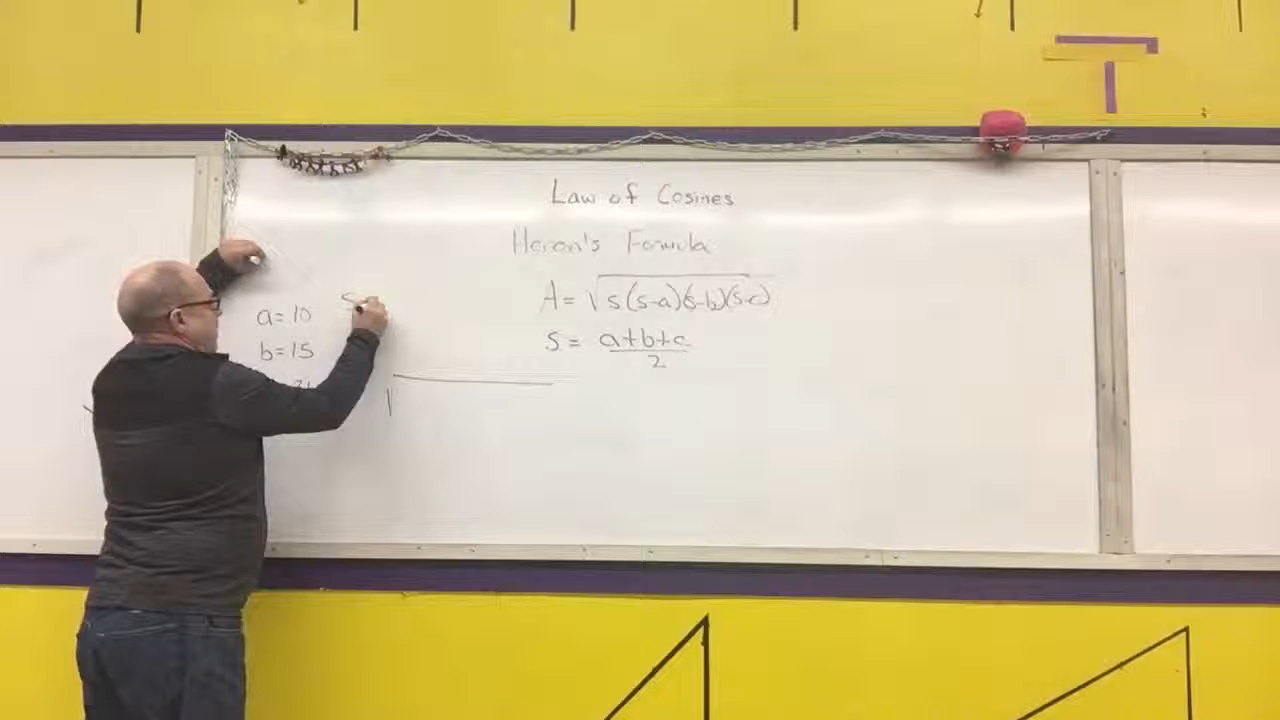 Law of Cosines
Heron's Formula
A = √s(s-a)(s-b)(s-c)
s = a+b+c
2
a=10
b=15
s